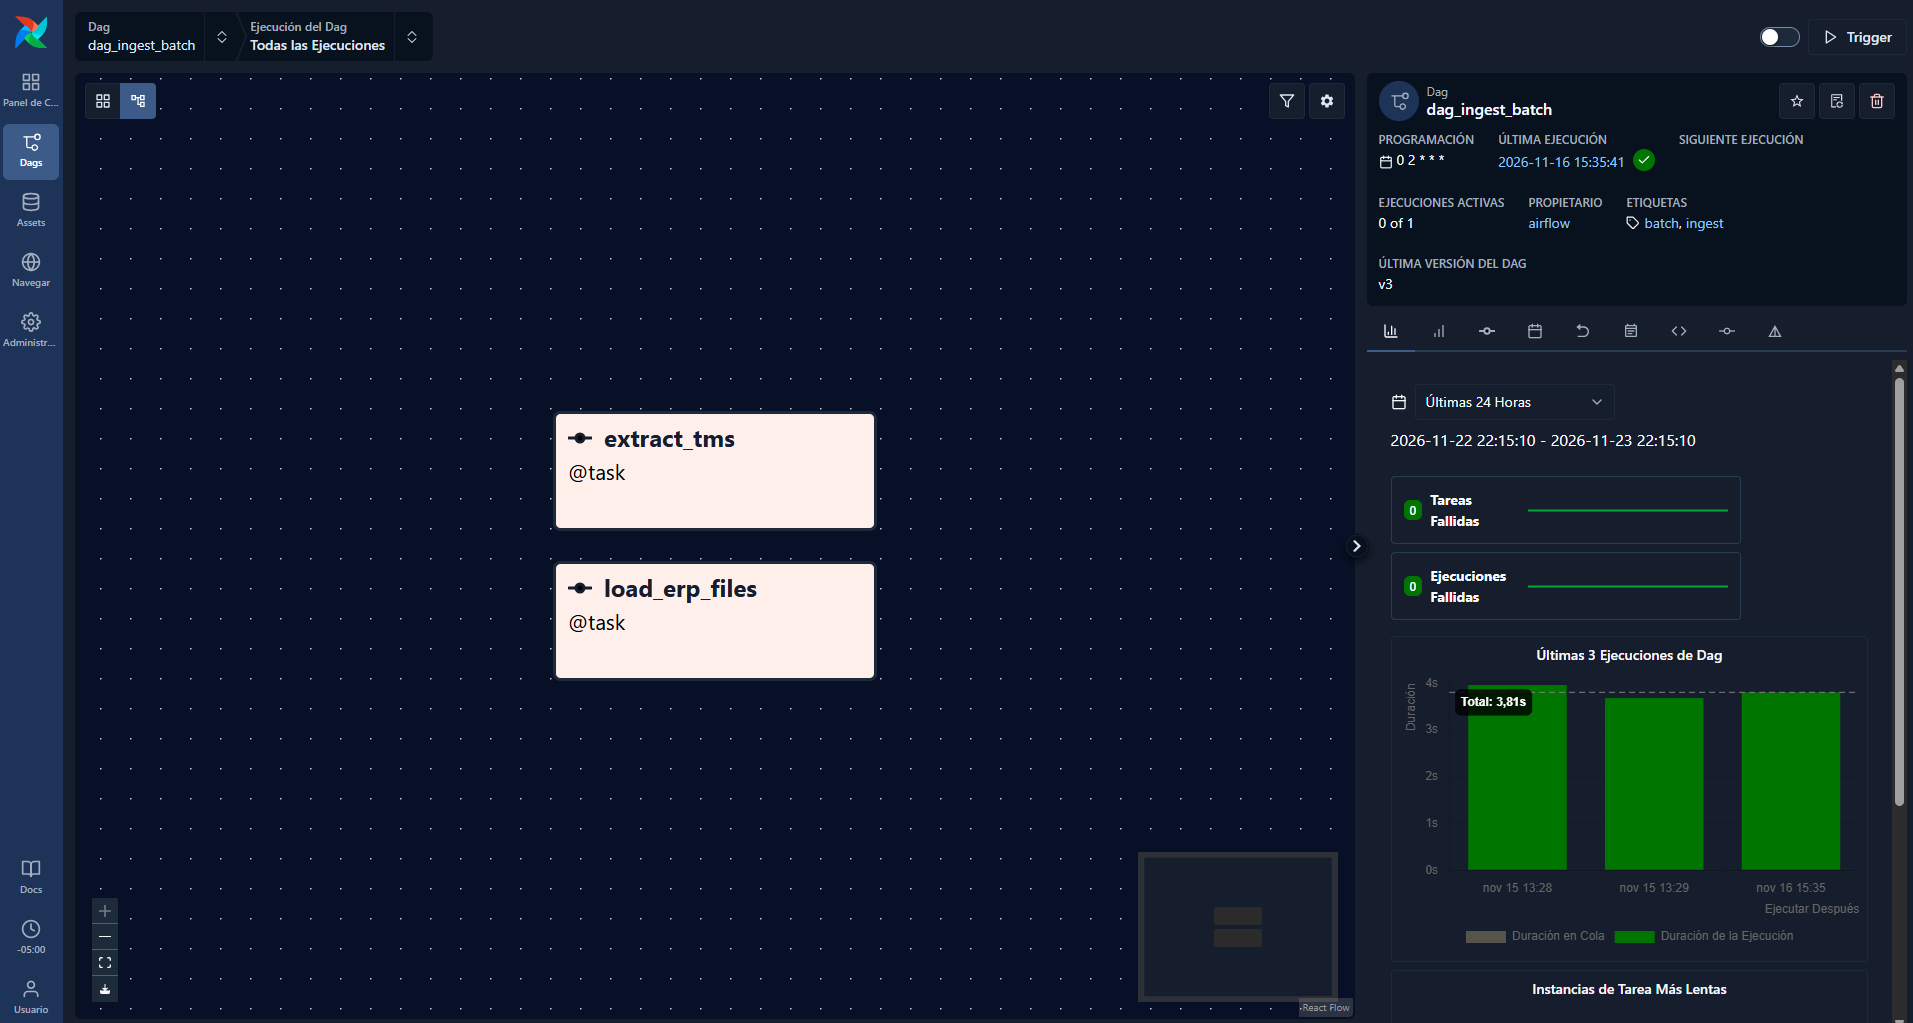 Dag
dag_ingest_batch
Ejecución del Dag
Todas las Ejecuciones
Trigger
Panel de C...
Dags
Assets
Navegar
Administr...
Docs
-05:00
Usuario
extract_tms
@task
load_erp_files
@task
React Flow
Dag
dag_ingest_batch
PROGRAMACIÓN
0 2 * * *
ÚLTIMA EJECUCIÓN
2026-11-16 15:35:41
SIGUIENTE EJECUCIÓN
EJECUCIONES ACTIVAS
0 of 1
PROPIETARIO
airflow
ETIQUETAS
batch, ingest
ÚLTIMA VERSIÓN DEL DAG
v3
Últimas 24 Horas
2026-11-22 22:15:10 - 2026-11-23 22:15:10
0
Tareas
Fallidas
0
Ejecuciones
Fallidas
Últimas 3 Ejecuciones de Dag
Duración
4s
3s
2s
1s
0s
Total: 3,81s
nov 15 13:28
nov 15 13:29
nov 16 15:35
Ejecutar Después
Duración en Cola
Duración de la Ejecución
Instancias de Tarea Más Lentas